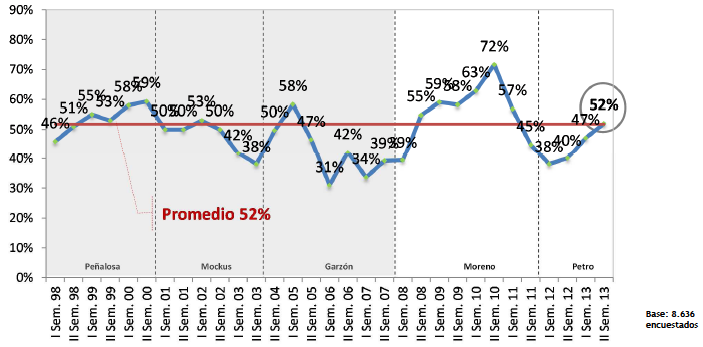 90%
80%
70%
60%
50%
40%
30%
20%
10%
0%
46%
51%
55%
53%
58%
59%
50%
50%
53%
50%
42%
38%
50%
58%
47%
31%
42%
34%
39%
39%
55%
59%
58%
63%
72%
57%
45%
38%
40%
47%
52%
Promedio 52%
Peñalosa
Mockus
Garzón
Moreno
Petro
I Sem. 98
II Sem. 98
I Sem. 99
II Sem. 99
I Sem. 00
II Sem. 00
I Sem. 01
II Sem. 01
I Sem. 02
II Sem. 02
I Sem. 03
II Sem. 03
I Sem. 04
I Sem. 05
II Sem. 05
I Sem. 06
II Sem. 06
I Sem. 07
II Sem. 07
I Sem. 08
II Sem. 08
I Sem. 09
II Sem. 09
I Sem. 10
II Sem. 10
I Sem. 11
II Sem. 11
I Sem. 12
II Sem. 12
I Sem. 13
II Sem. 13
Base: 8.636
encuestados